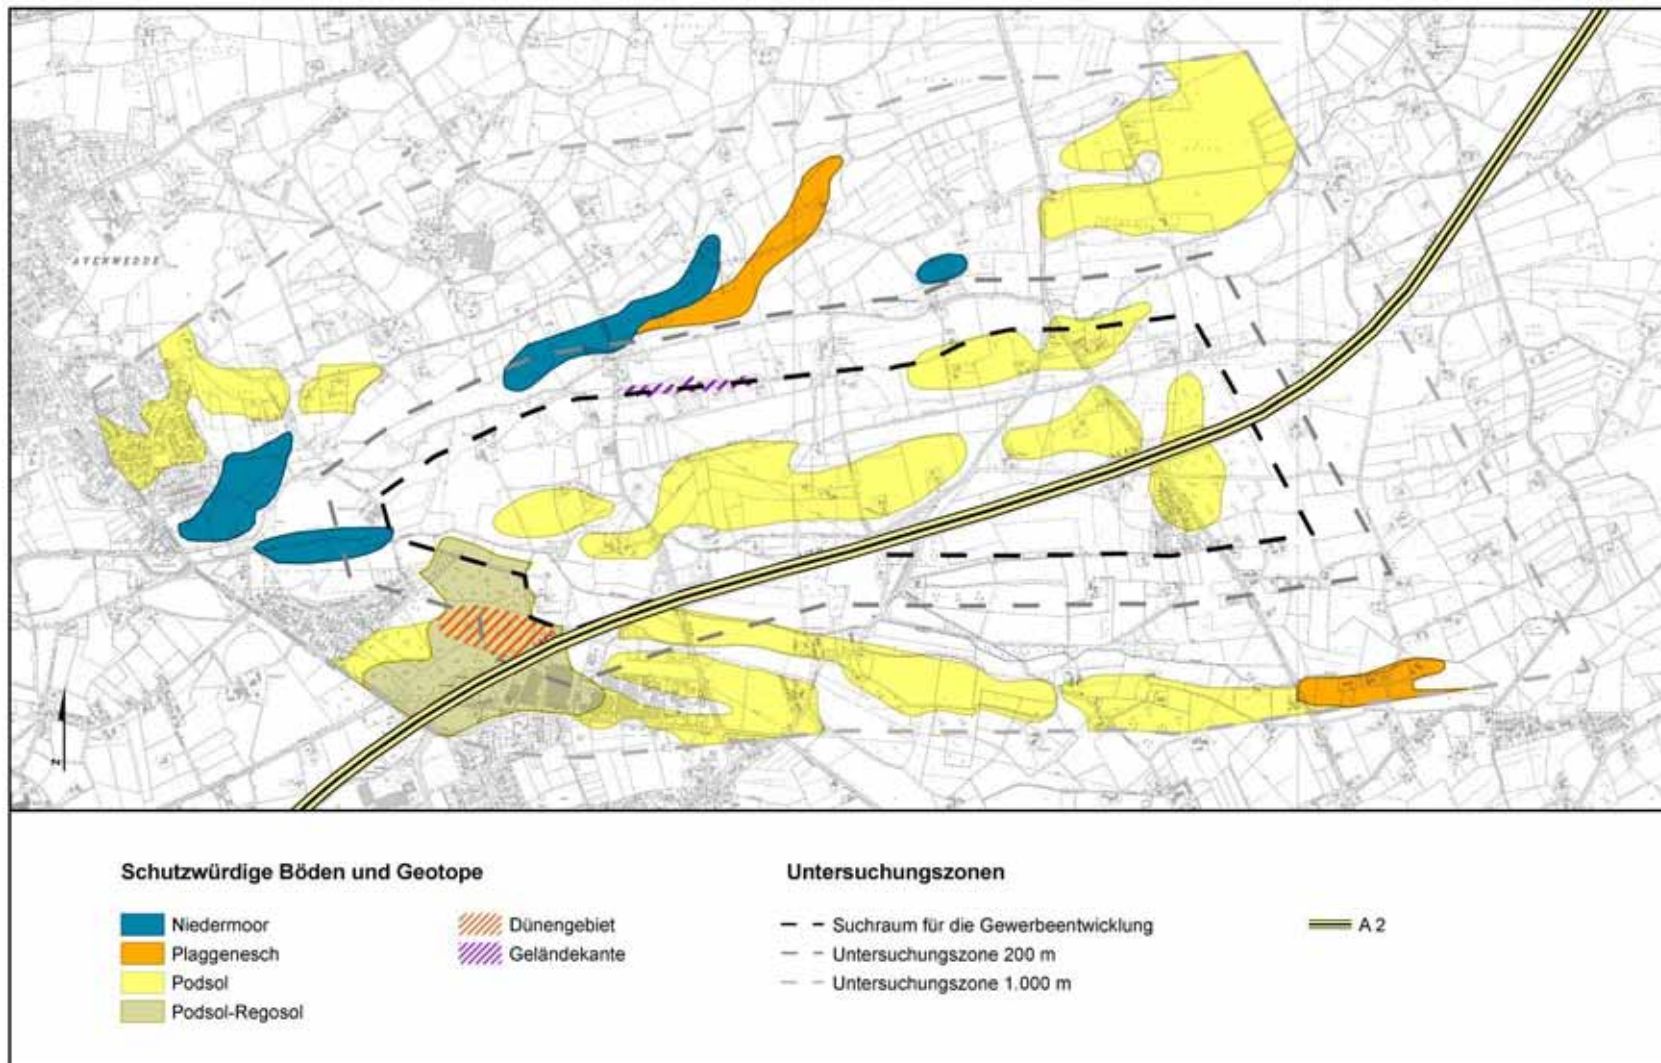 AVENWEDDE
N
Schutzwürdige Böden und Geotope
Niedermoor
Plaggenesch
Podsol
Podsol-Regosol
Dünengebiet
Geländekante
Untersuchungszonen
Suchraum für die Gewerbeentwicklung
Untersuchungszone 200 m
Untersuchungszone 1.000 m
A 2